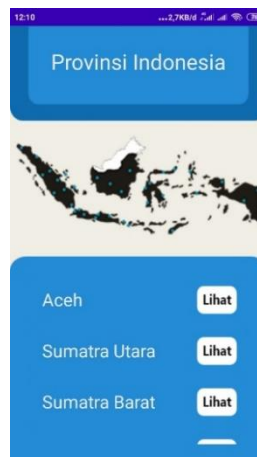 12:10 ...2,7KB/d
Provinsi Indonesia
Aceh Lihat
Sumatra Utara Lihat
Sumatra Barat Lihat